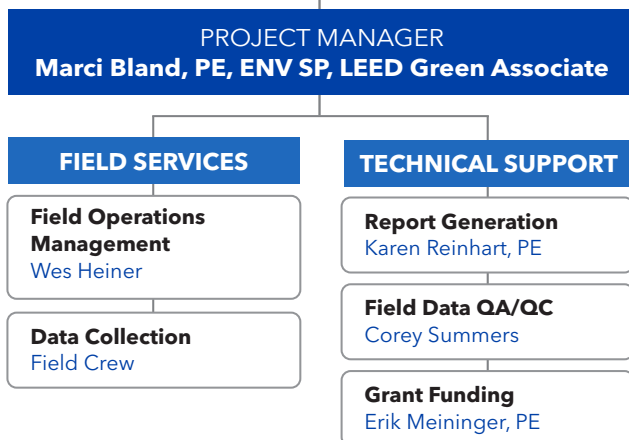 PROJECT MANAGER
Marci Bland, PE, ENV SP, LEED Green Associate
FIELD SERVICES
Field Operations
Management
Wes Heiner
Data Collection
Field Crew
TECHNICAL SUPPORT
Report Generation
Karen Reinhart, PE
Field Data QA/QC
Corey Summers
Grant Funding
Erik Meininger, PE